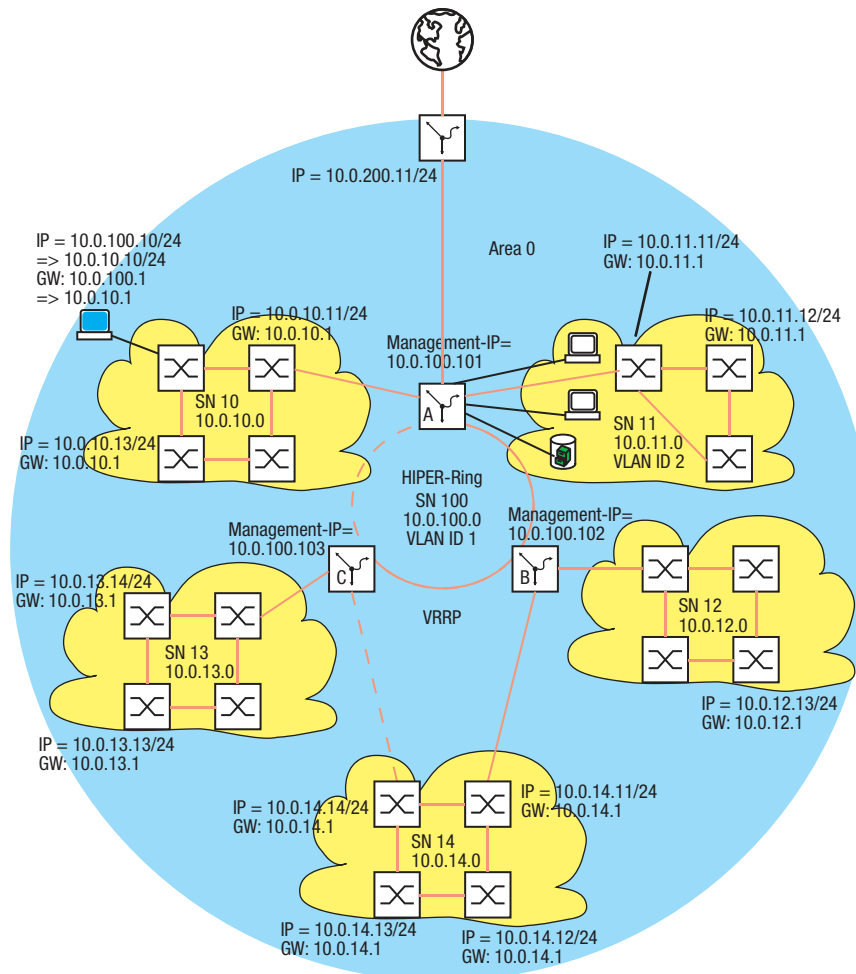 IP = 10.0.200.11/24
Area 0
IP = 10.0.100.10/24
=> 10.0.10.10/24
GW: 10.0.100.1
=> 10.0.10.1
IP = 10.0.11.11/24
GW: 10.0.11.1
IP = 10.0.10.11/24
GW: 10.0.10.1
IP = 10.0.11.12/24
GW: 10.0.11.1
Management-IP=
10.0.100.101
A
SN 10
10.0.10.0
SN 11
10.0.11.0
VLAN ID 2
IP = 10.0.10.13/24
GW: 10.0.10.1
HIPER-Ring
SN 100
10.0.100.0
VLAN ID 1
Management-IP=
10.0.100.103
Management-IP=
10.0.100.102
C
B
IP = 10.0.13.14/24
GW: 10.0.13.1
VRRP
SN 12
10.0.12.0
SN 13
10.0.13.0
IP = 10.0.12.13/24
GW: 10.0.12.1
IP = 10.0.13.13/24
GW: 10.0.13.1
IP = 10.0.14.14/24
GW: 10.0.14.1
IP = 10.0.14.11/24
GW: 10.0.14.1
SN 14
10.0.14.0
IP = 10.0.14.13/24
GW: 10.0.14.1
IP = 10.0.14.12/24
GW: 10.0.14.1